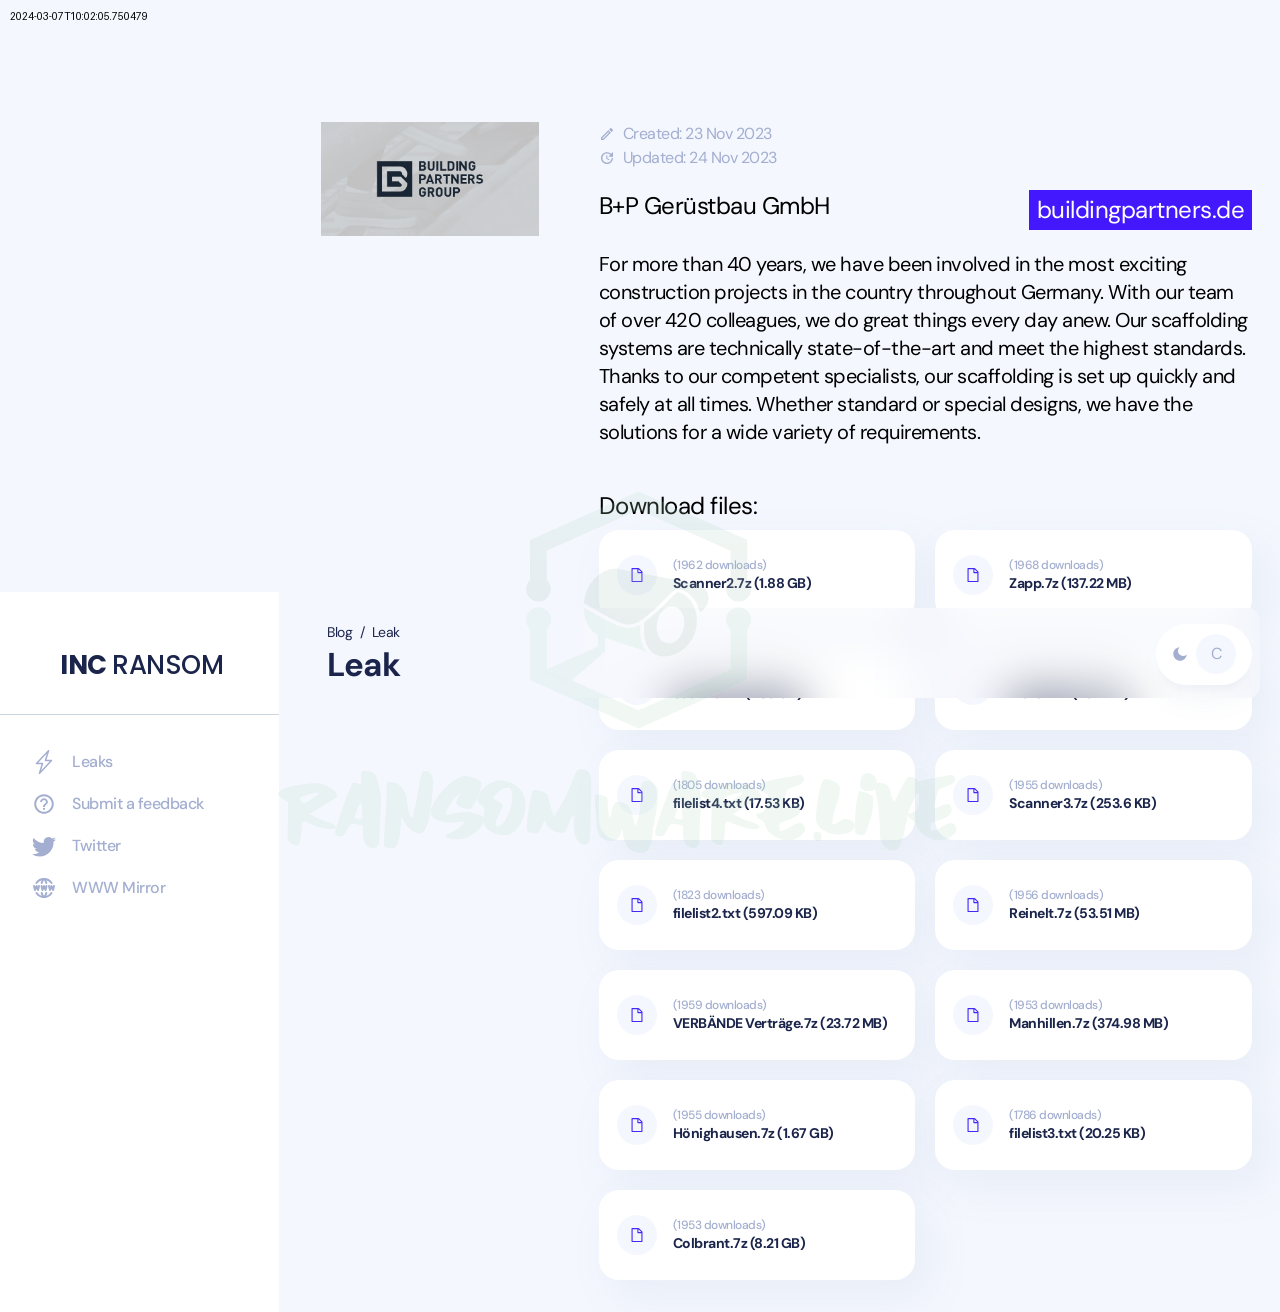 2024-03-07T10:02:05.750479
BUILDING
PARTNERS
GROUP
Created: 23 Nov 2023
Updated: 24 Nov 2023
B+P Gerüstbau GmbH
buildingpartners.de
For more than 40 years, we have been involved in the most exciting
construction projects in the country throughout Germany. With our team
of over 420 colleagues, we do great things every day anew. Our scaffolding
systems are technically state-of-the-art and meet the highest standards.
Thanks to our competent specialists, our scaffolding is set up quickly and
safely at all times. Whether standard or special designs, we have the
solutions for a wide variety of requirements.
Download files:
(1962 downloads)
Scanner2.7z (1.88 GB)
(1968 downloads)
Zapp.7z (137.22 MB)
INC RANSOM
Leaks
Submit a feedback
Twitter
WWW Mirror
Blog / Leak
Leak
C
RANSOMWARE.LIVE
(1805 downloads)
filelist4.txt (17.53 KB)
(1955 downloads)
Scanner3.7z (253.6 KB)
(1823 downloads)
filelist2.txt (597.09 KB)
(1956 downloads)
Reinelt.7z (53.51 MB)
(1959 downloads)
VERBÄNDE Verträge.7z (23.72 MB)
(1953 downloads)
Manhillen.7z (374.98 MB)
(1955 downloads)
Hönighausen.7z (1.67 GB)
(1786 downloads)
filelist3.txt (20.25 KB)
(1953 downloads)
Colbrant.7z (8.21 GB)